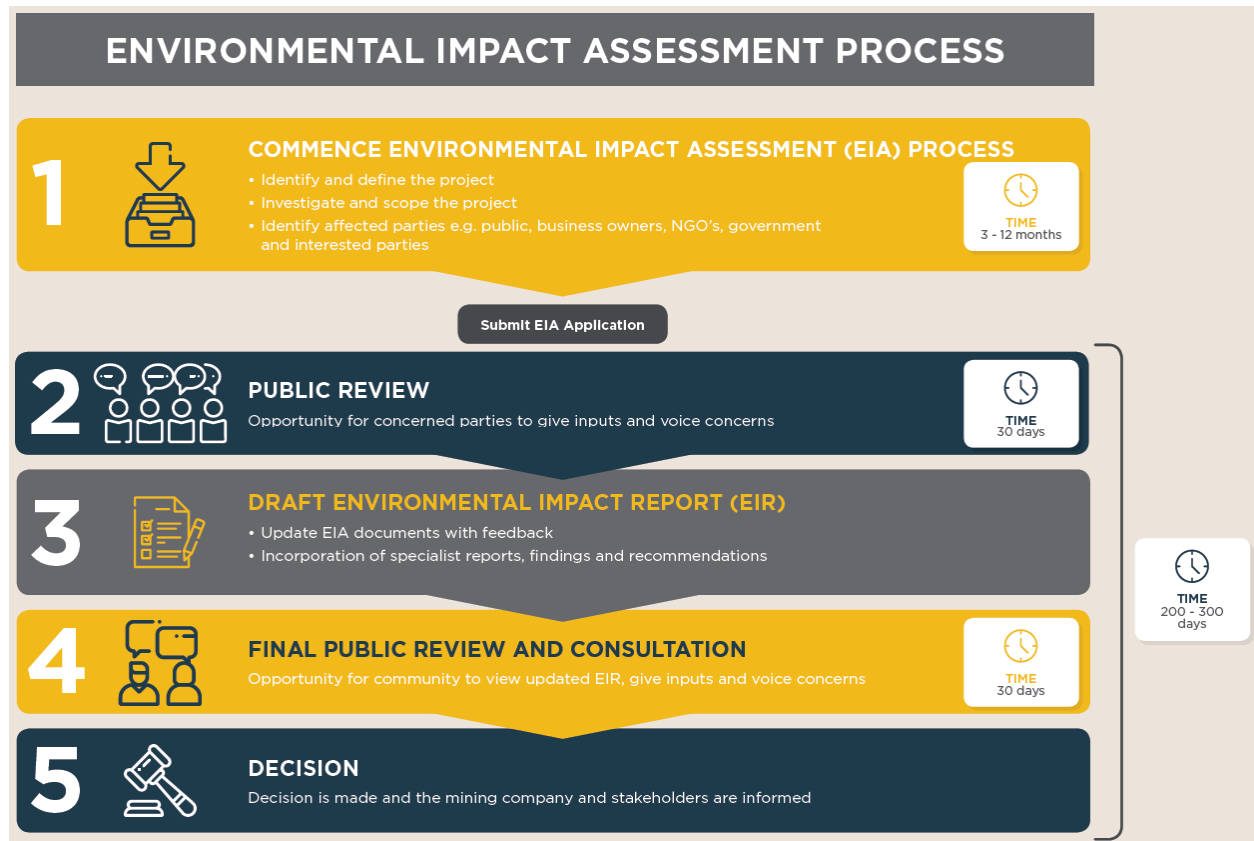 ENVIRONMENTAL IMPACT ASSESSMENT PROCESS
1
COMMENCE ENVIRONMENTAL IMPACT ASSESSMENT (EIA) PROCESS
• Identify and define the project
• Investigate and scope the project
• Identify affected parties e.g. public, business owners, NGO's, government
and interested parties
TIME
3 - 12 months
Submit EIA Application
2
PUBLIC REVIEW
Opportunity for concerned parties to give inputs and voice concerns
TIME
30 days
3
DRAFT ENVIRONMENTAL IMPACT REPORT (EIR)
• Update EIA documents with feedback
• Incorporation of specialist reports, findings and recommendations
4
FINAL PUBLIC REVIEW AND CONSULTATION
Opportunity for community to view updated EIR, give inputs and voice concerns
TIME
30 days
5
DECISION
Decision is made and the mining company and stakeholders are informed
TIME
200 - 300
days